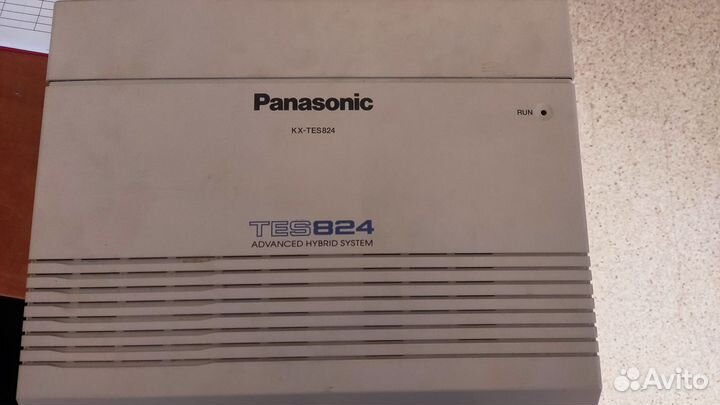 Panasonic
RUN
KX-TES824
TES824
ADVANCED HYBRID SYSTEM
Avito